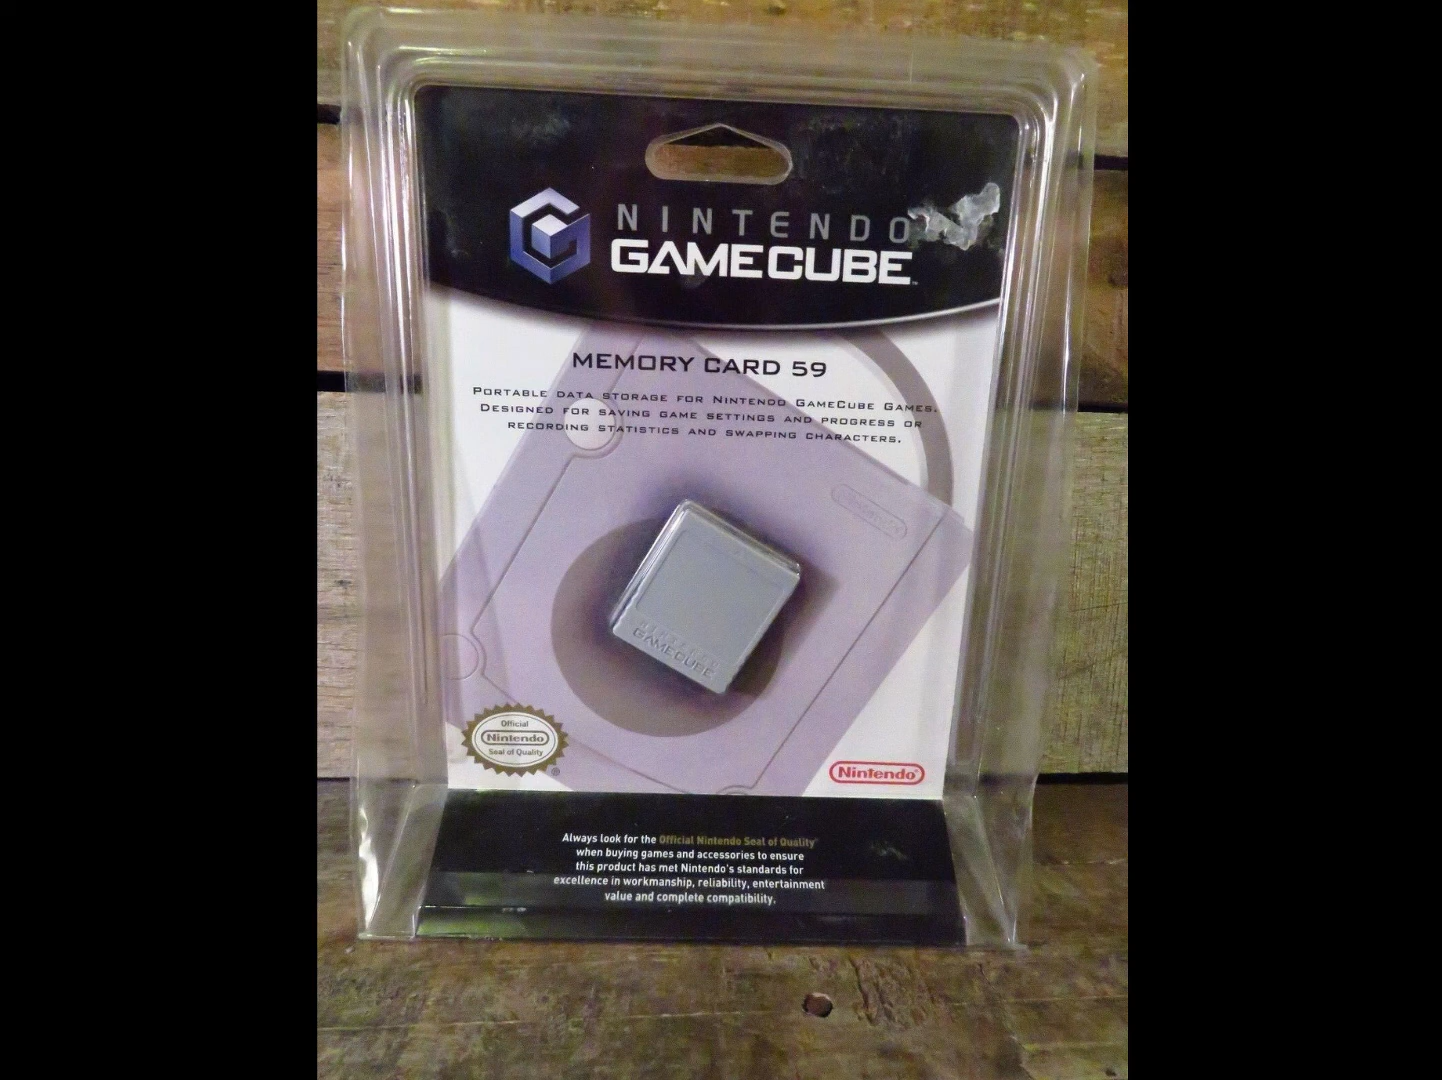 NINTENDO
GAMECUBE™
MEMORY CARD 59
PORTABLE DATA STORAGE FOR NINTENDO GAMECUBE GAMES.
DESIGNED FOR SAVING GAME SETTINGS AND PROGRESS OR
RECORDING STATISTICS AND SWAPPING CHARACTERS.
Nintendo
NINTENDO
GAMECUBE
Official
Nintendo
Seal of Quality
®
Nintendo®
Always look for the Official Nintendo Seal of Quality®
when buying games and accessories to ensure
this product has met Nintendo's standards for
excellence in workmanship, reliability, entertainment
value and complete compatibility.